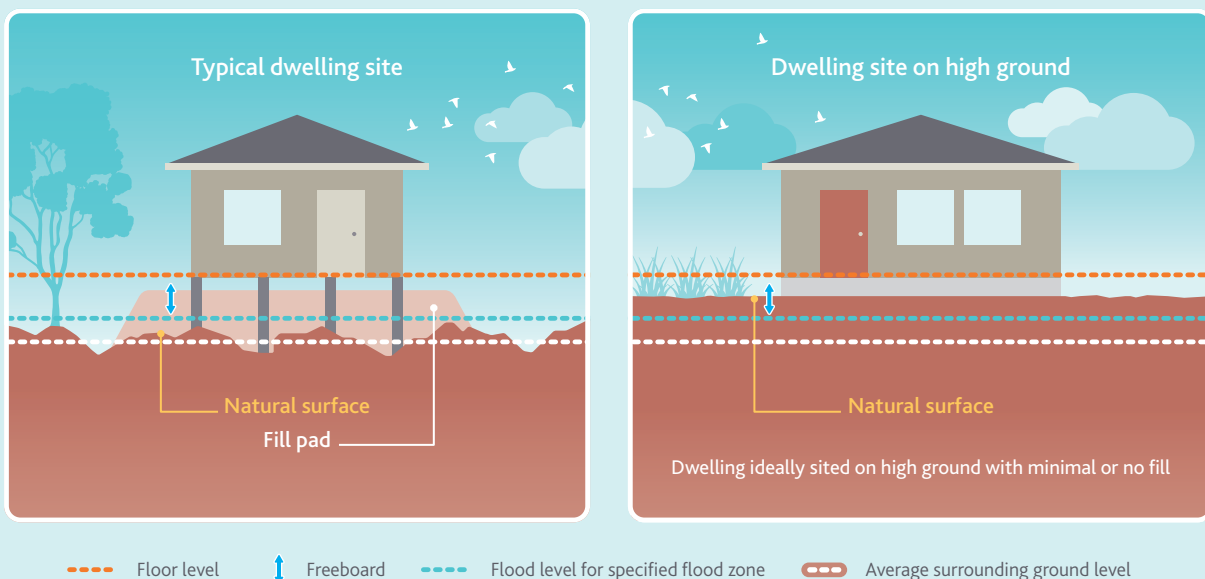 Typical dwelling site
Natural surface
Fill pad
Dwelling site on high ground
Natural surface
Dwelling ideally sited on high ground with minimal or no fill
Floor level
Freeboard
Flood level for specified flood zone
Average surrounding ground level